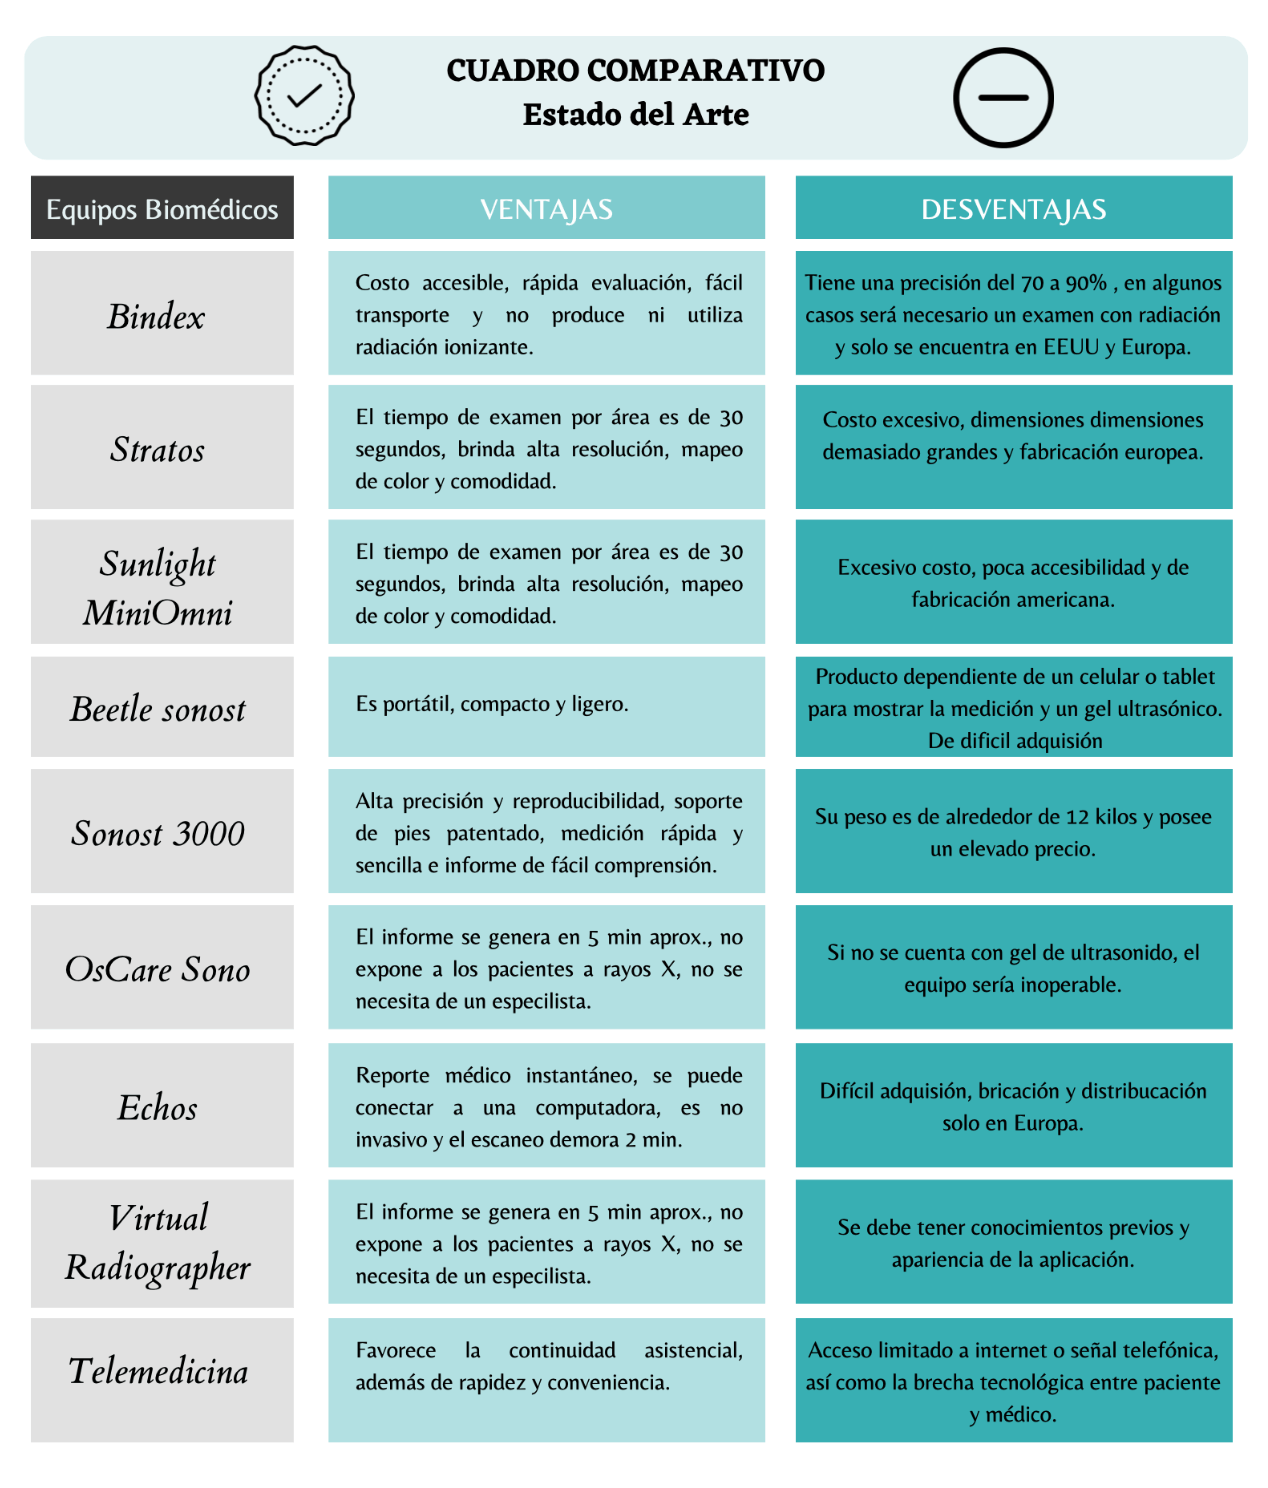 CUADRO COMPARATIVO
Estado del Arte
Equipos Biomédicos
VENTAJAS
DESVENTAJAS
Bindex
Costo accesible, rápida evaluación, fácil
transporte y no produce ni utiliza
radiación ionizante.
Tiene una precisión del 70 a 90% , en algunos
casos será necesario un examen con radiación
y solo se encuentra en EEUU y Europa.
Stratos
El tiempo de examen por área es de 30
segundos, brinda alta resolución, mapeo
de color y comodidad.
Costo excesivo, dimensiones dimensiones
demasiado grandes y fabricación europea.
Sunlight
MiniOmni
El tiempo de examen por área es de 30
segundos, brinda alta resolución, mapeo
de color y comodidad.
Excesivo costo, poca accesibilidad y de
fabricación americana.
Beetle sonost
Es portátil, compacto y ligero.
Producto dependiente de un celular o tablet
para mostrar la medición y un gel ultrasónico.
De dificil adquisión
Sonost 3000
Alta precisión y reproducibilidad, soporte
de pies patentado, medición rápida y
sencilla e informe de fácil comprensión.
Su peso es de alrededor de 12 kilos y posee
un elevado precio.
OsCare Sono
El informe se genera en 5 min aprox., no
expone a los pacientes a rayos X, no se
necesita de un especilista.
Si no se cuenta con gel de ultrasonido, el
equipo sería inoperable.
Echos
Reporte médico instantáneo, se puede
conectar a una computadora, es no
invasivo y el escaneo demora 2 min.
Difícil adquisión, bricación y distribucación
solo en Europa.
Virtual
Radiographer
El informe se genera en 5 min aprox., no
expone a los pacientes a rayos X, no se
necesita de un especilista.
Se debe tener conocimientos previos y
apariencia de la aplicación.
Telemedicina
Favorece la continuidad asistencial,
además de rapidez y conveniencia.
Acceso limitado a internet o señal telefónica,
así como la brecha tecnológica entre paciente
y médico.